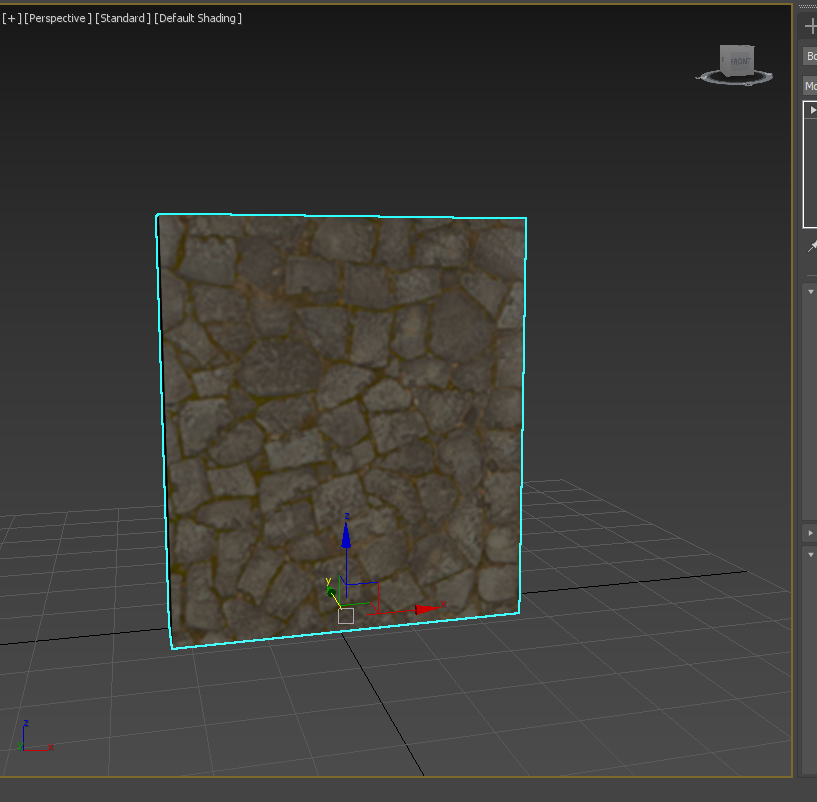 [+] [Perspective ] [Standard ] [Default Shading ]
FRONT
Bo
Mo
z
y
x
z
x